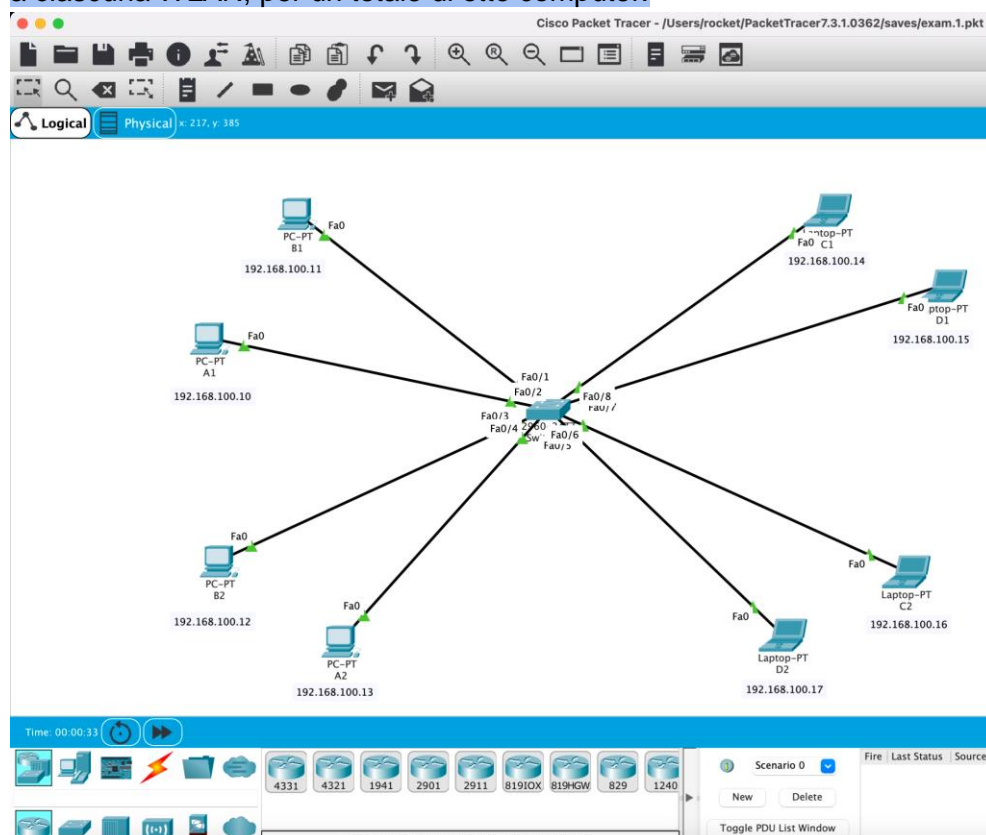 a ciascuna VLAN, per un totale di otto computer.
Cisco Packet Tracer - /Users/rocket/PacketTracer7.3.1.0362/saves/exam.1.pkt
Logical
Physical
x: 217, y: 385
Fa0
PC-PT
B1
192.168.100.11
Fa0
C1
192.168.100.14
Fa0
D1
192.168.100.15
Fa0
PC-PT
A1
192.168.100.10
Fa0/1
Fa0/2
Fa0/8
Fa0/7
Fa0/3
Fa0/4
Fa0/6
Fa0/5
Fa0
PC-PT
B2
192.168.100.12
Fa0
PC-PT
A2
192.168.100.13
Fa0
Laptop-PT
C2
192.168.100.16
Fa0
Laptop-PT
D2
192.168.100.17
Time: 00:00:33
4331
4321
1941
2901
2911
819IOX
819HGW
829
1240
Scenario 0
New
Delete
Toggle PDU List Window
Fire
Last Status
Source